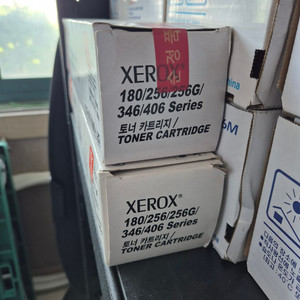 XEROX
180/256/256G/
346/406 Series
토너 카트리지/
TONER CARTRIDGE
XEROX®
180/256/256G/
346/406 Series
토너 카트리지/
TONER CARTRIDGE